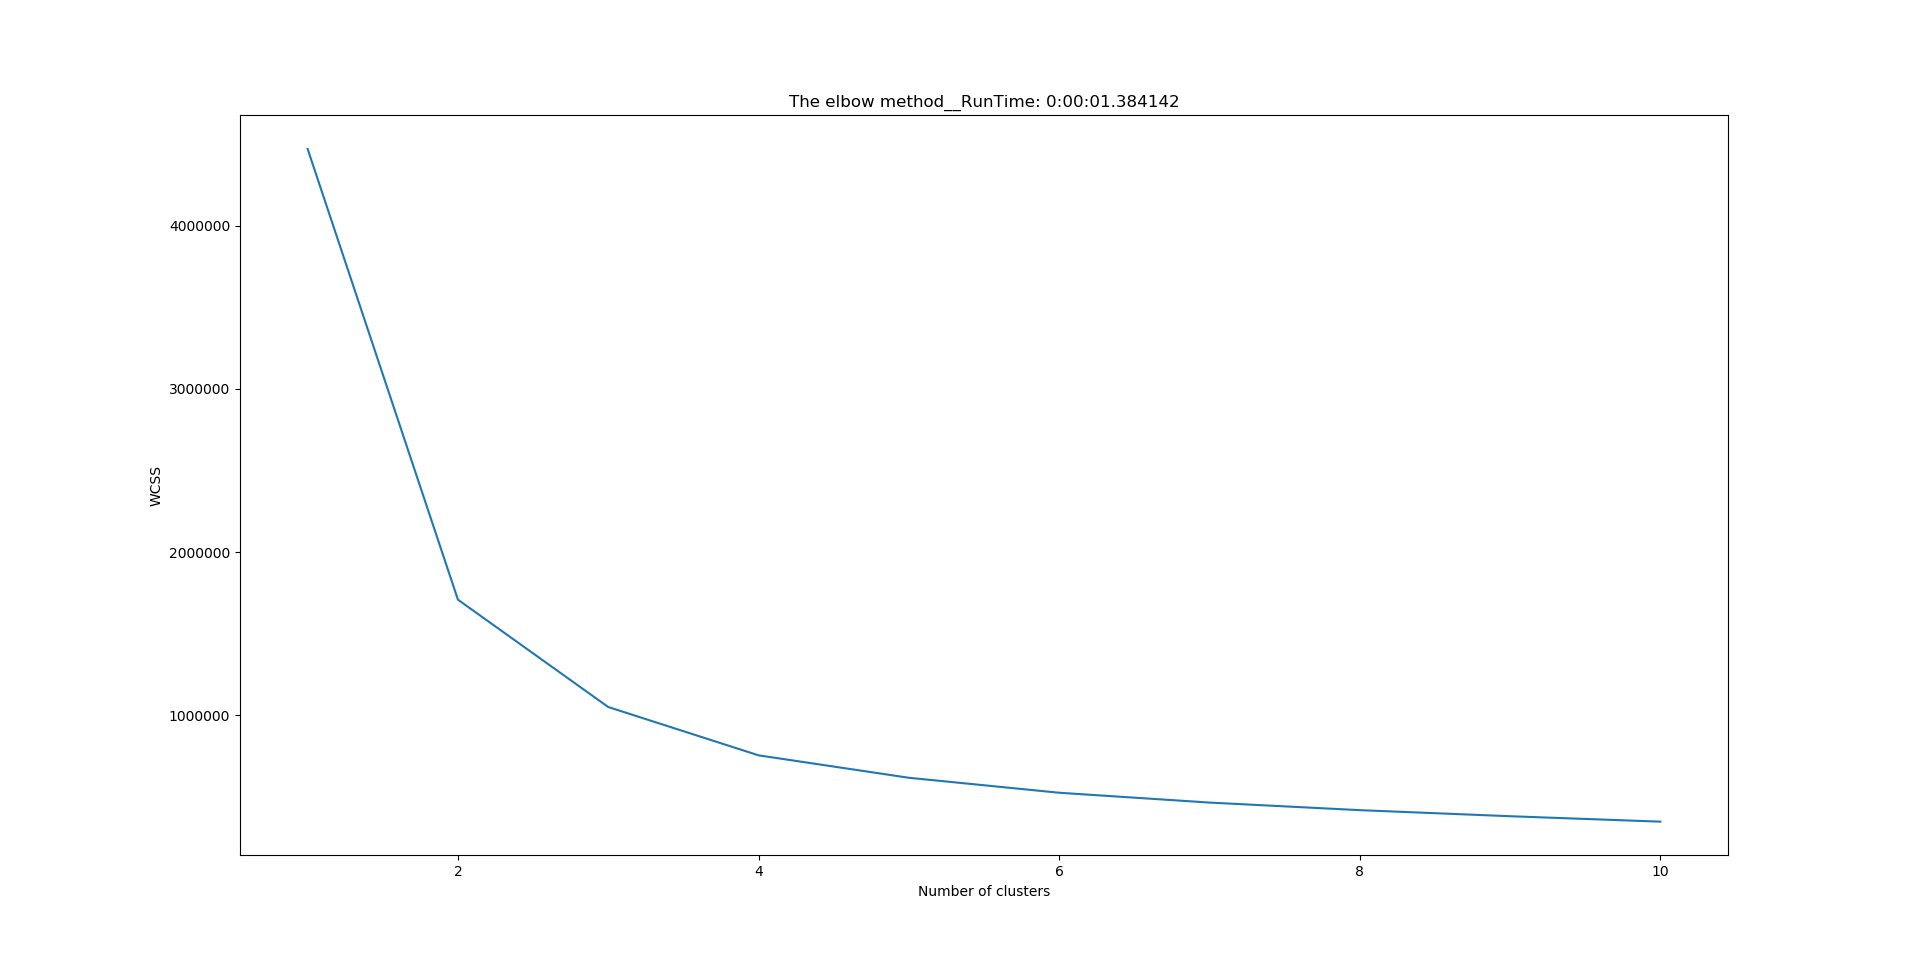 The elbow method__RunTime: 0:00:01.384142
4000000
3000000
2000000
1000000
WCSS
2 4 6 8 10
Number of clusters